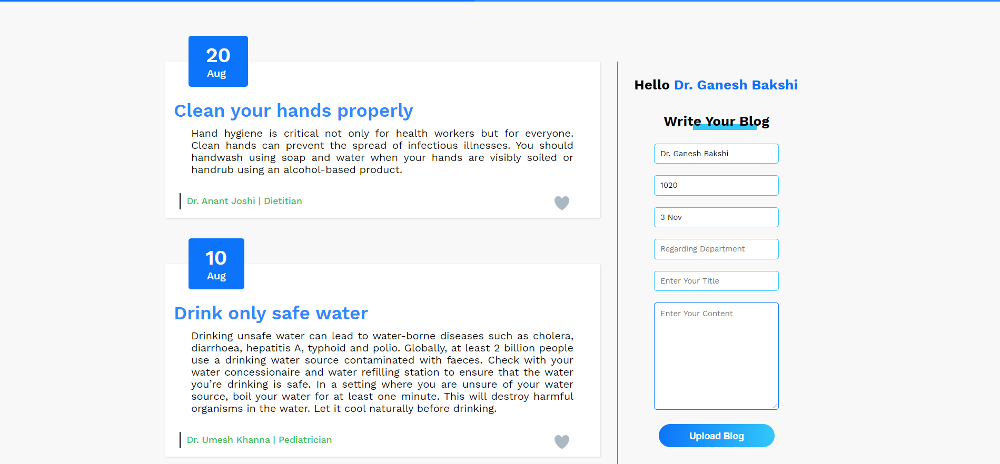 20
Aug
Clean your hands properly
Hand hygiene is critical not only for health workers but for everyone.
Clean hands can prevent the spread of infectious illnesses. You should
handwash using soap and water when your hands are visibly soiled or
handrub using an alcohol-based product.
Dr. Anant Joshi | Dietitian
10
Aug
Drink only safe water
Drinking unsafe water can lead to water-borne diseases such as cholera,
diarrhoea, hepatitis A, typhoid and polio. Globally, at least 2 billion people
use a drinking water source contaminated with faeces. Check with your
water concessionaire and water refilling station to ensure that the water
you’re drinking is safe. In a setting where you are unsure of your water
source, boil your water for at least one minute. This will destroy harmful
organisms in the water. Let it cool naturally before drinking.
Dr. Umesh Khanna | Pediatrician
Hello Dr. Ganesh Bakshi
Write Your Blog
Dr. Ganesh Bakshi
1020
3 Nov
Regarding Department
Enter Your Title
Enter Your Content
Upload Blog